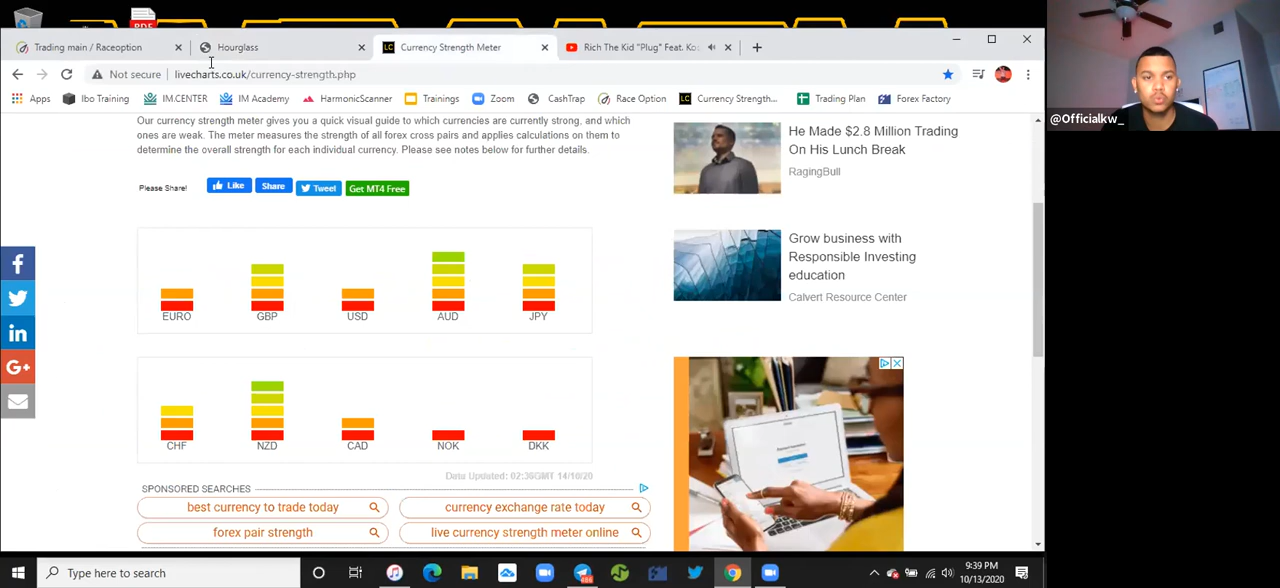 PDF
Trading main / Raceoption
Hourglass
Currency Strength Meter
Rich The Kid "Plug" Feat. Ko
Not secure
livecharts.co.uk/currency-strength.php
Apps
Ibo Training
IM.CENTER
IM Academy
HarmonicScanner
Trainings
Zoom
CashTrap
Race Option
Currency Strength...
Trading Plan
Forex Factory
@Officialkw_
Our currency strength meter gives you a quick visual guide to which currencies are currently strong, and which
ones are weak. The meter measures the strength of all forex cross pairs and applies calculations on them to
determine the overall strength for each individual currency. Please see notes below for further details.
Please Share!
Like
Share
Tweet
Get MT4 Free
He Made $2.8 Million Trading
On His Lunch Break
RagingBull
Grow business with
Responsible Investing
education
Calvert Resource Center
EURO
GBP
USD
AUD
JPY
CHF
NZD
CAD
NOK
DKK
Data Updated: 02:36GMT 14/10/20
SPONSORED SEARCHES
best currency to trade today
currency exchange rate today
forex pair strength
live currency strength meter online
Type here to search
9:39 PM
10/13/2020